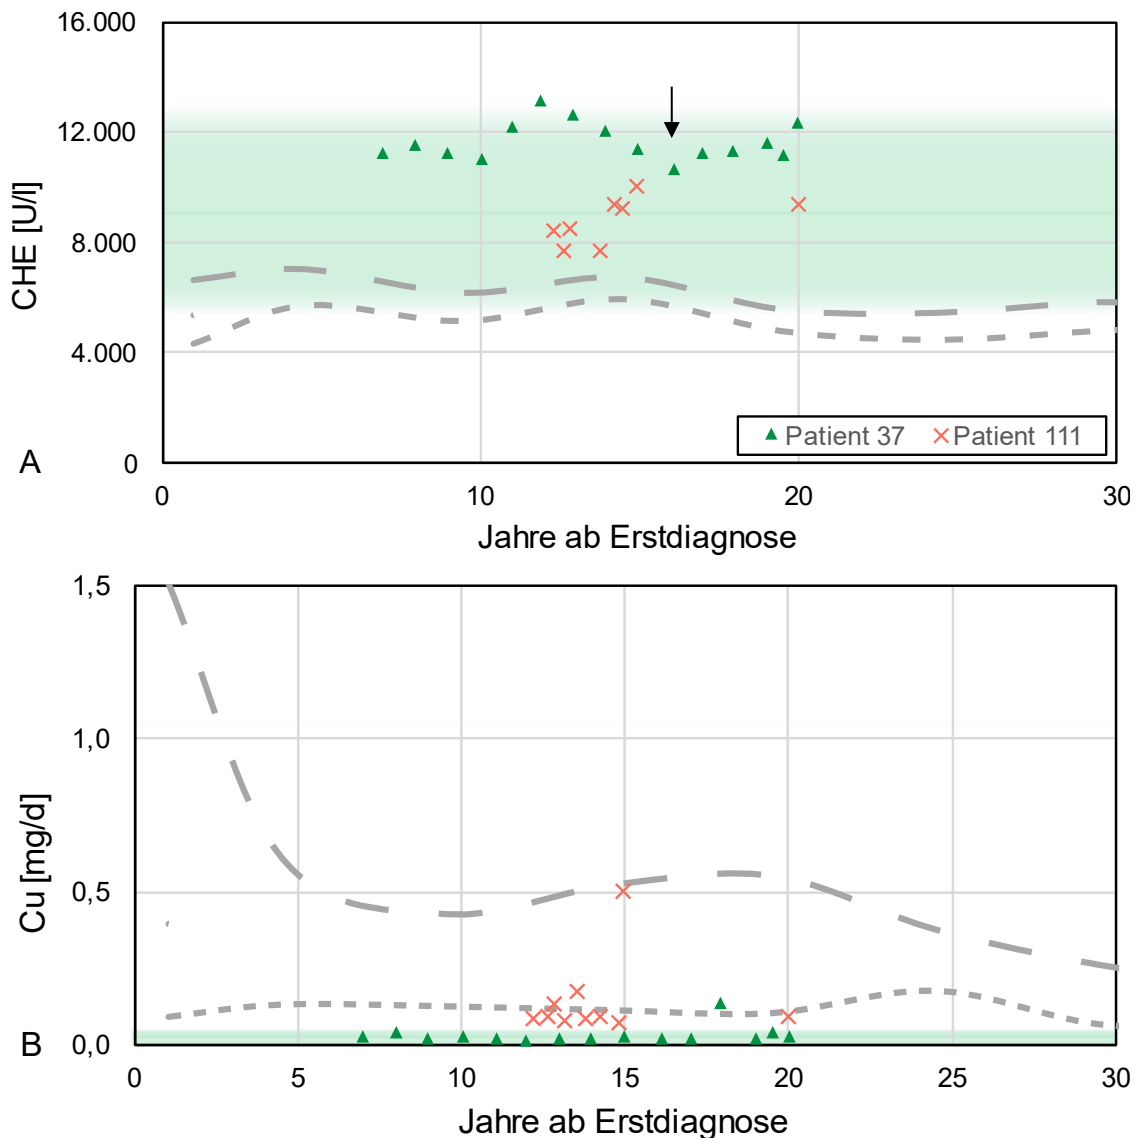 16.000
12.000
8.000
4.000
0
CHE [U/l]
A
Patient 37 Patient 111
0 10 20 30
Jahre ab Erstdiagnose
1,5
1,0
0,5
0,0
Cu [mg/d]
B
0 5 10 15 20 25 30
Jahre ab Erstdiagnose